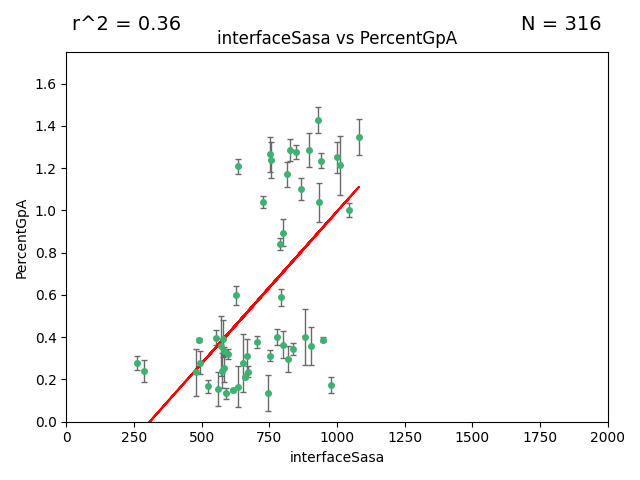 r^2 = 0.36
N = 316
interfaceSasa vs PercentGpA
PercentGpA
1.6
1.4
1.2
1.0
0.8
0.6
0.4
0.2
0.0
0 250 500 750 1000 1250 1500 1750 2000
interfaceSasa